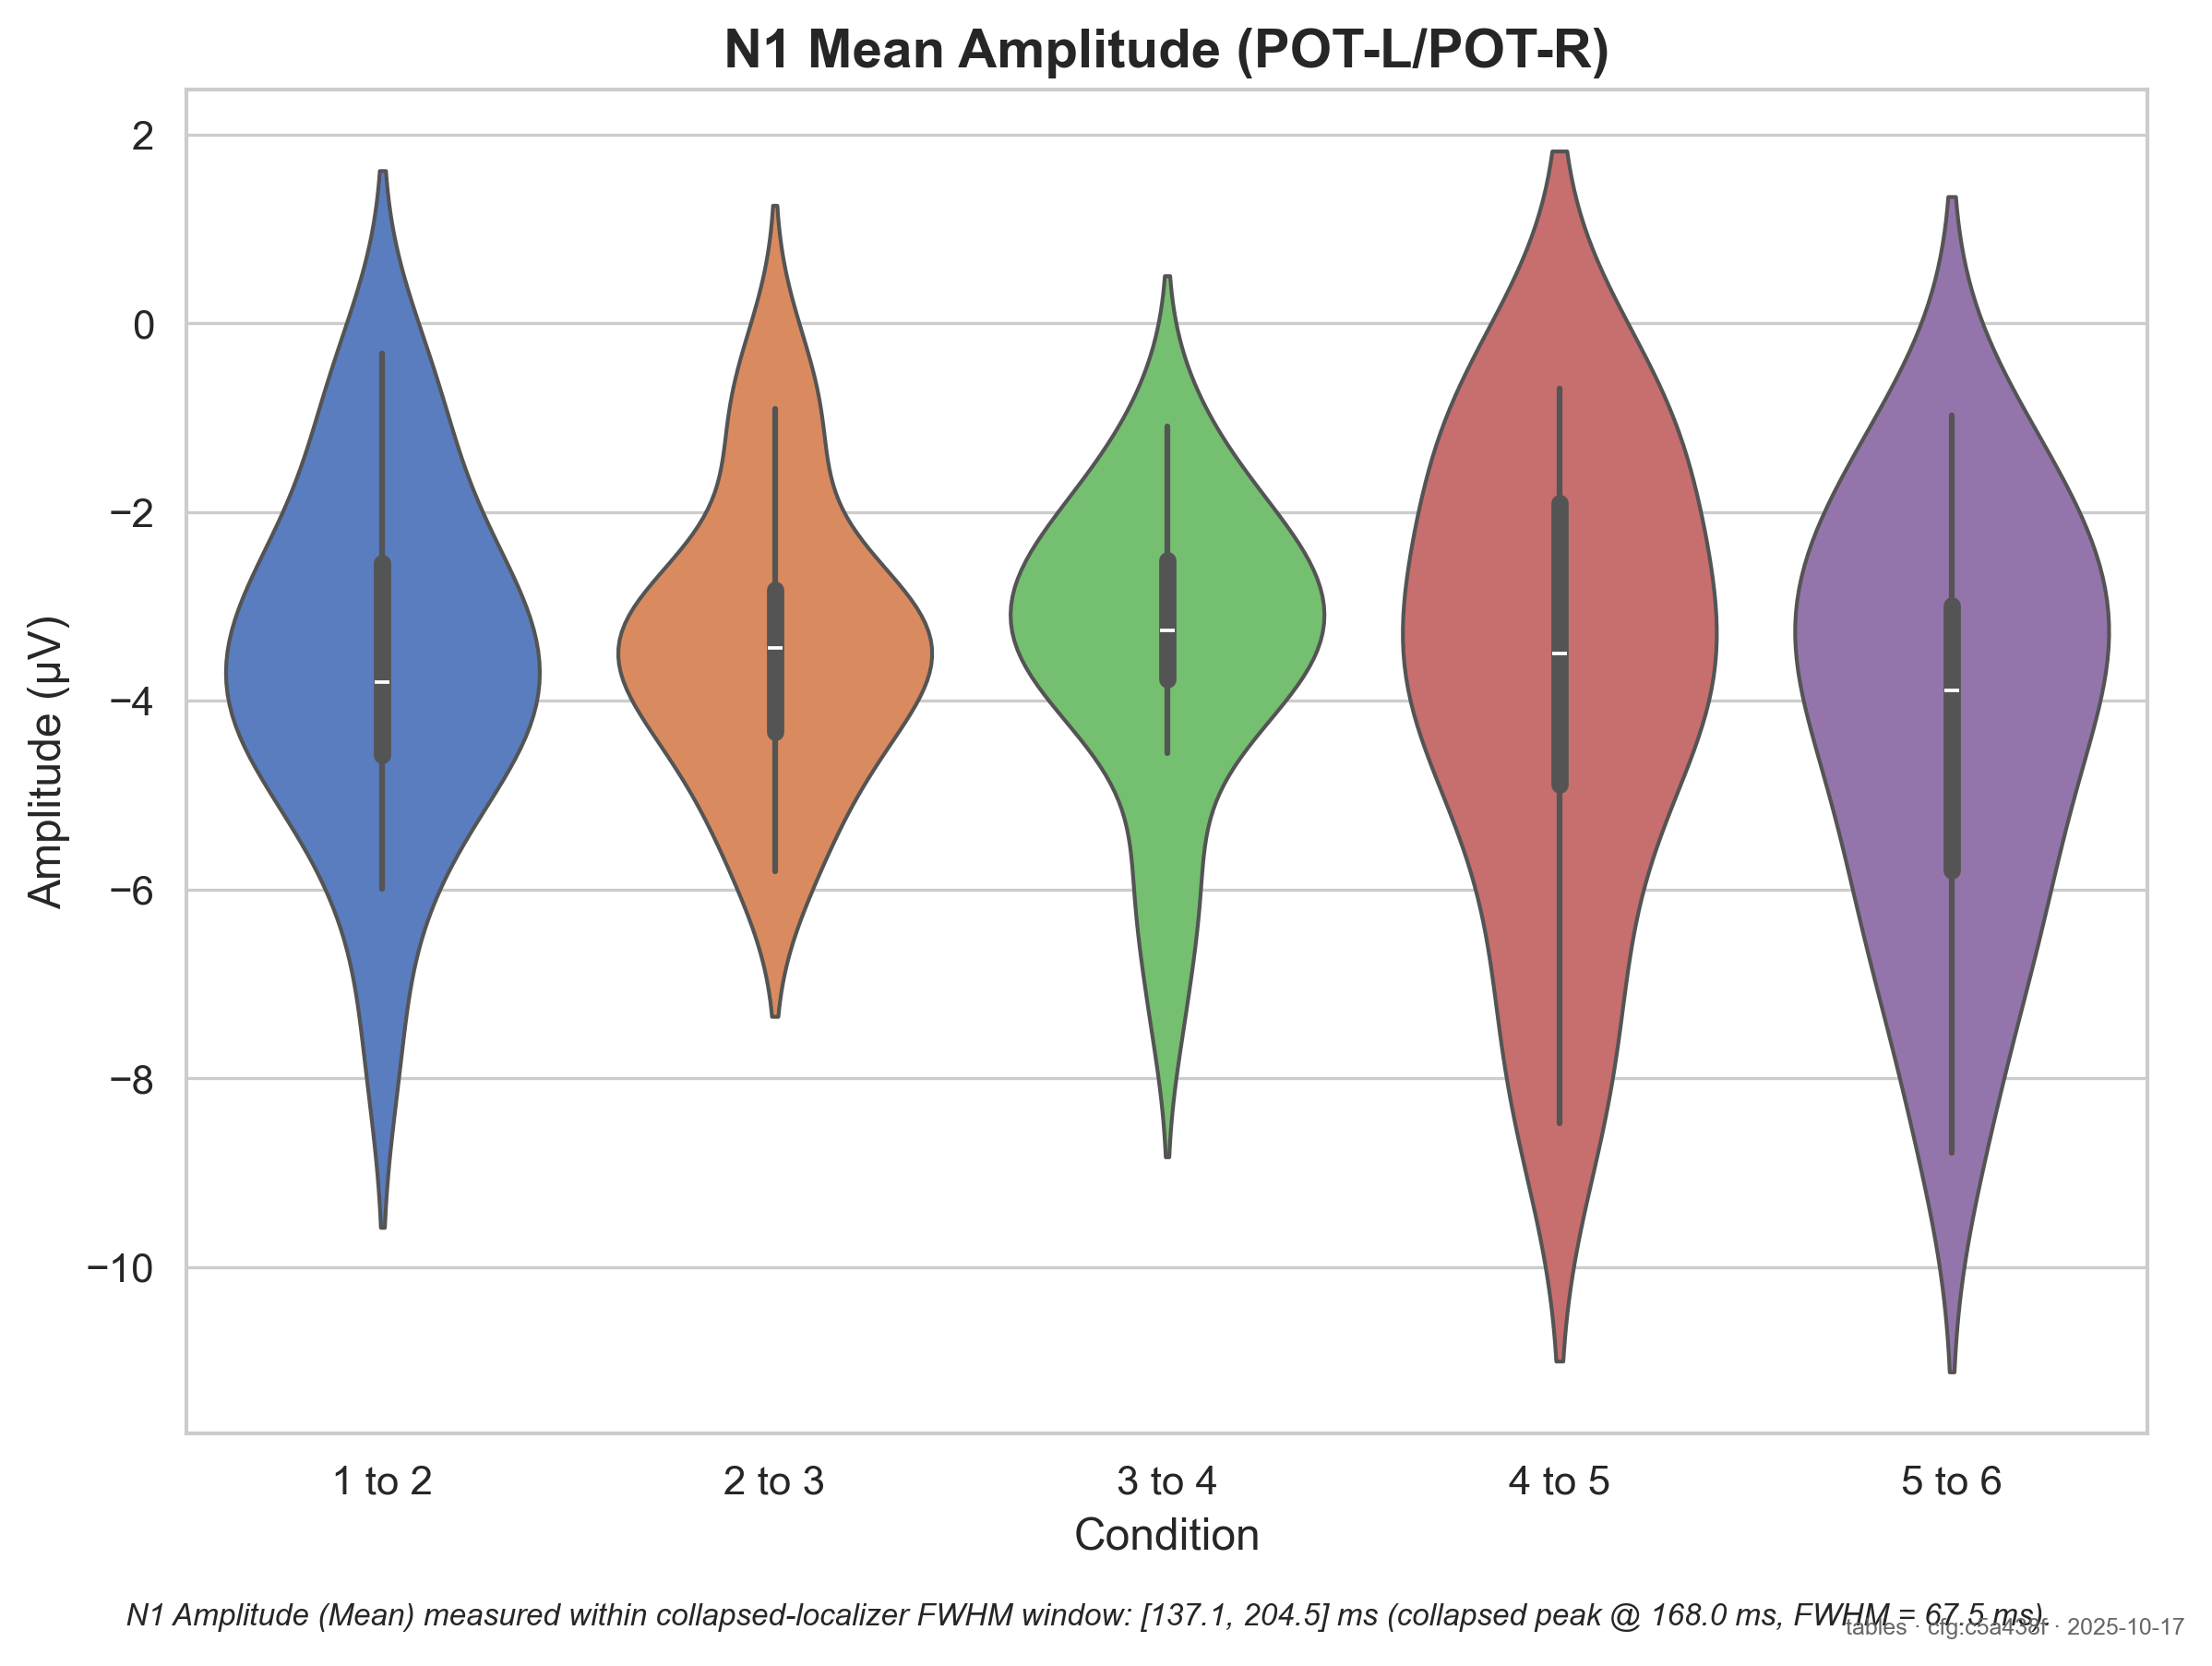 N1 Mean Amplitude (POT-L/POT-R)
Amplitude (µV)
2
0
−2
−4
−6
−8
−10
1 to 2
2 to 3
3 to 4
4 to 5
5 to 6
Condition
N1 Amplitude (Mean) measured within collapsed-localizer FWHM window: [137.1, 204.5] ms (collapsed peak @ 168.0 ms, FWHM = 67.5 ms).
tables · cfg:c5a438f · 2025-10-17